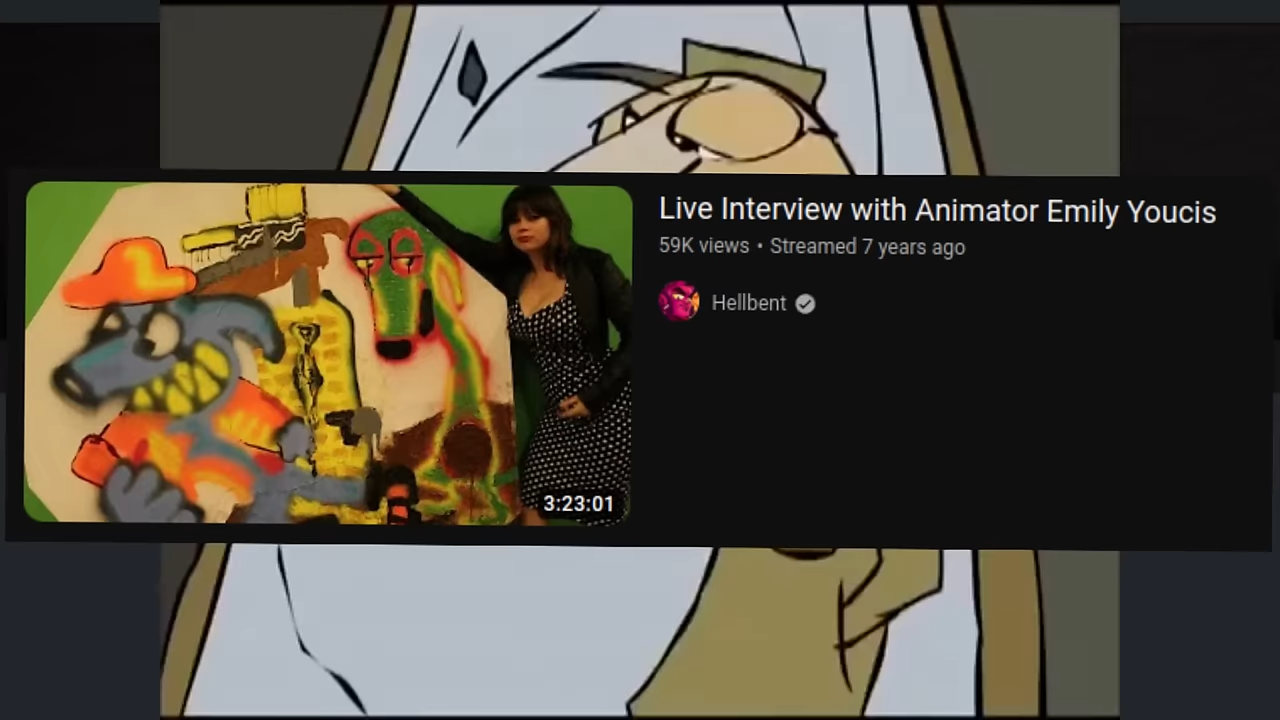 Live Interview with Animator Emily Youcis
59K views • Streamed 7 years ago
Hellbent
3:23:01